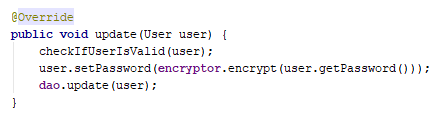 @Override
public void update(User user) {
    checkIfUserIsValid(user);
    user.setPassword(encryptor.encrypt(user.getPassword()));
    dao.update(user);
}